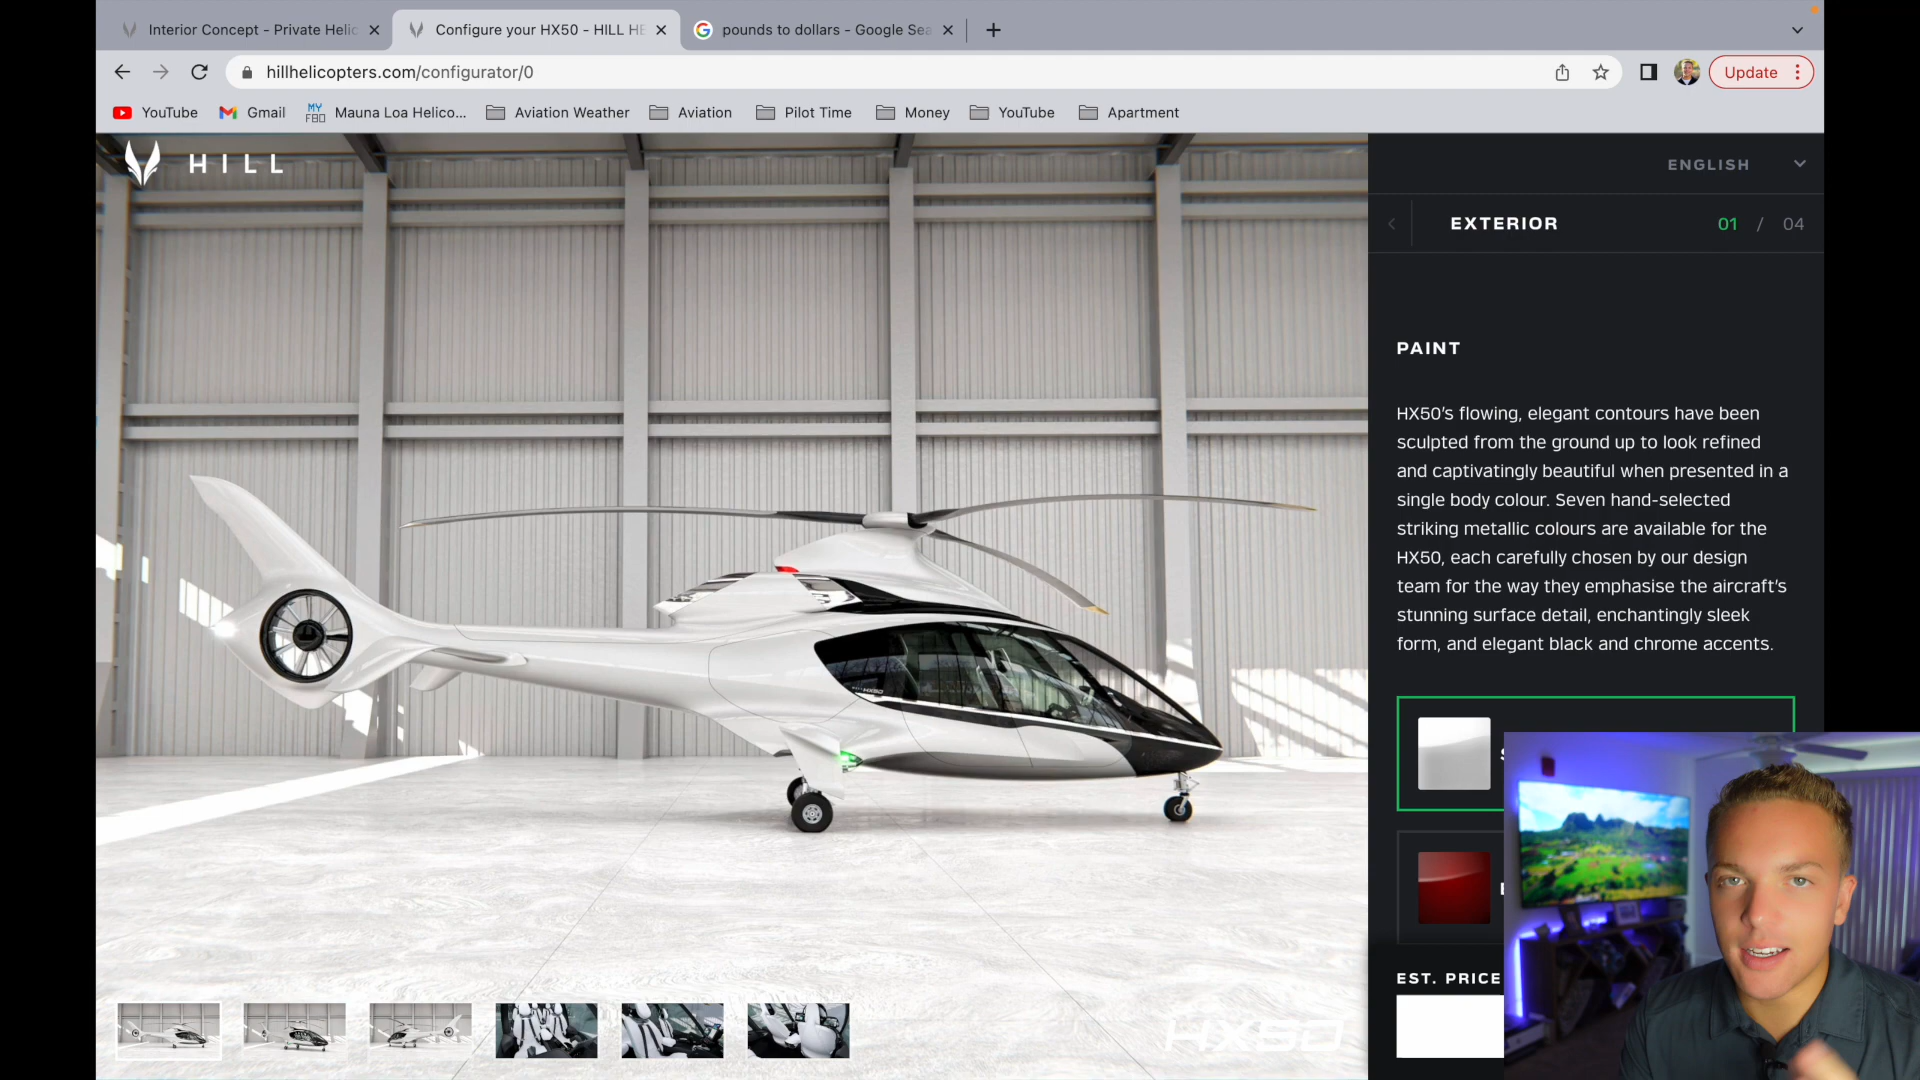 Interior Concept - Private Helic
Configure your HX50 - HILL HE
pounds to dollars - Google Sea
hillhelicopters.com/configurator/0
Update
YouTube
Gmail
MY FBO
Mauna Loa Helico...
Aviation Weather
Aviation
Pilot Time
Money
YouTube
Apartment
HILL
ENGLISH
EXTERIOR
01 / 04
PAINT
HX50's flowing, elegant contours have been
sculpted from the ground up to look refined
and captivatingly beautiful when presented in a
single body colour. Seven hand-selected
striking metallic colours are available for the
HX50, each carefully chosen by our design
team for the way they emphasise the aircraft's
stunning surface detail, enchantingly sleek
form, and elegant black and chrome accents.
EST. PRICE
HX50
HX50